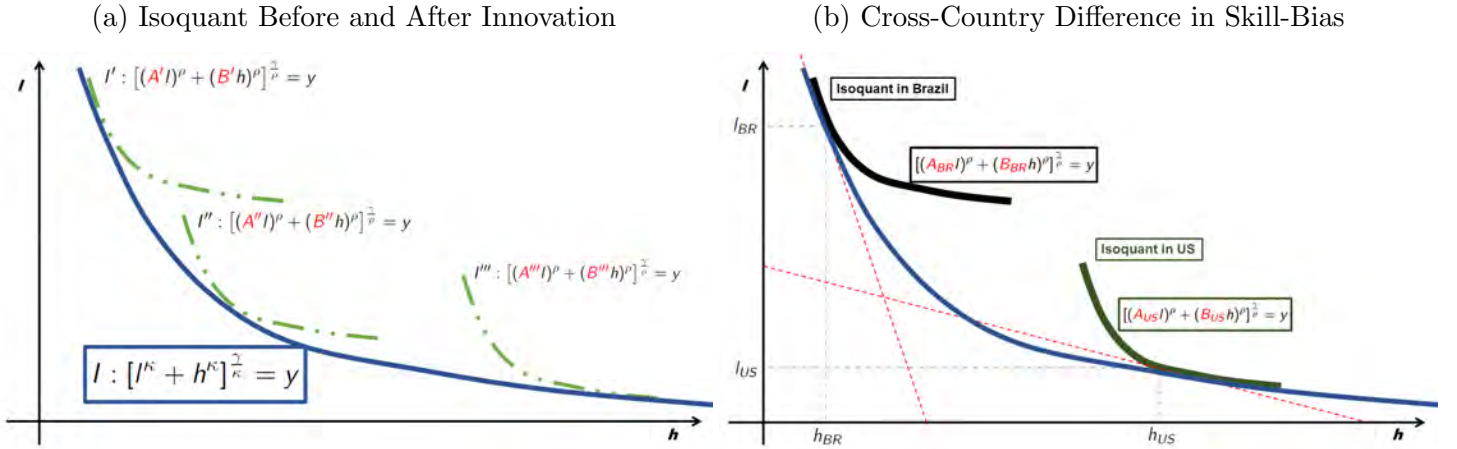 (a) Isoquant Before and After Innovation
l
I′ : [(A′l)^ρ + (B′h)^ρ]^(γ/ρ) = y
I″ : [(A″l)^ρ + (B″h)^ρ]^(γ/ρ) = y
I‴ : [(A‴l)^ρ + (B‴h)^ρ]^(γ/ρ) = y
I : [l^κ + h^κ]^(γ/κ) = y
h
(b) Cross-Country Difference in Skill-Bias
l
Isoquant in Brazil
l_BR
[(A_BR l)^ρ + (B_BR h)^ρ]^(γ/ρ) = y
Isoquant in US
[(A_US l)^ρ + (B_US h)^ρ]^(γ/ρ) = y
l_US
h_BR
h_US
h